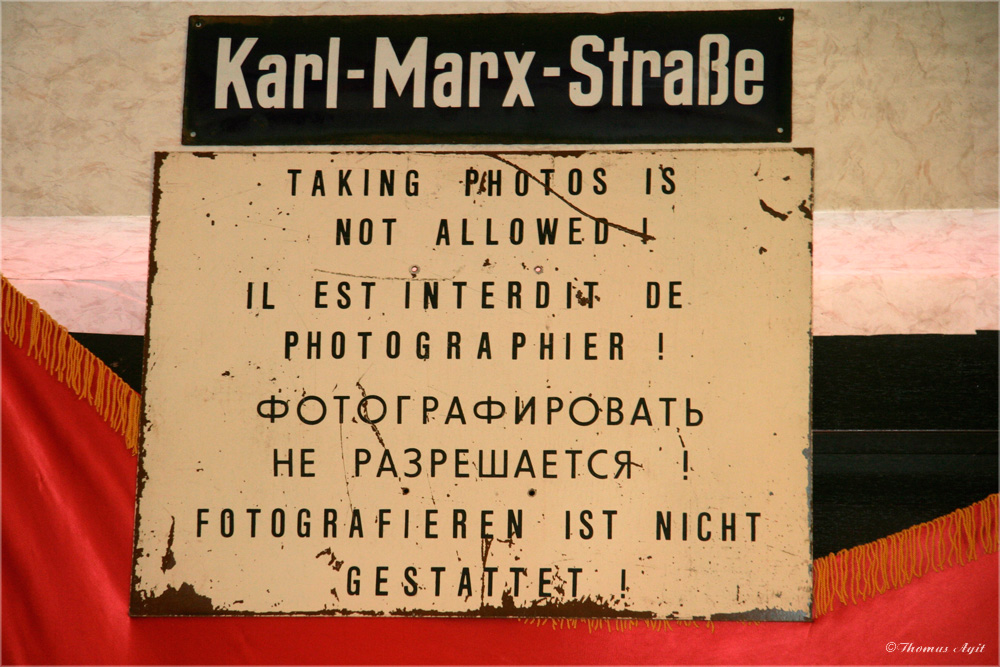 Karl-Marx-Straße
TAKING PHOTOS IS
NOT ALLOWED !
IL EST INTERDIT DE
PHOTOGRAPHIER !
ФОТОГРАФИРОВАТЬ
НЕ РАЗРЕШАЕТСЯ !
FOTOGRAFIEREN IST NICHT
GESTATTET !
©Thomas Agit